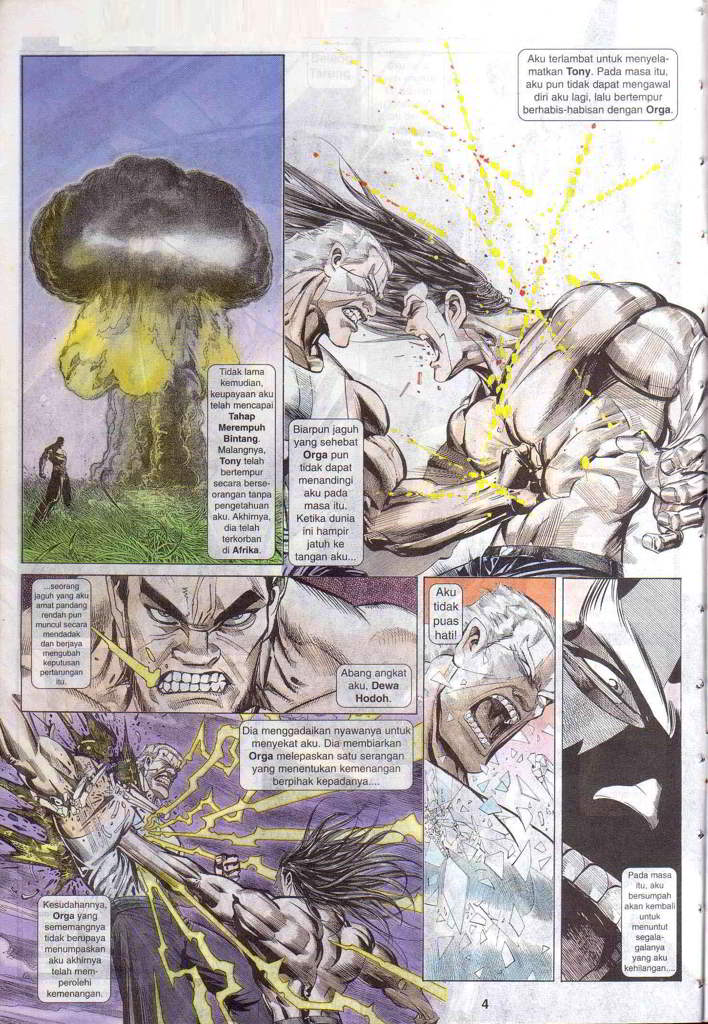 Aku terlambat untuk menyela-
matkan Tony. Pada masa itu,
aku pun tidak dapat mengawal
diri aku lagi, lalu bertempur
berhabis-habisan dengan Orga.
Tidak lama
kemudian,
keupayaan aku
telah mencapai
Tahap
Merempuh
Bintang.
Malangnya,
Tony telah
bertempur
secara berse-
orangan tanpa
pengetahuan
aku. Akhirnya,
dia telah
terkorban
di Afrika.
Biarpun jaguh
yang sehebat
Orga pun
tidak dapat
menandingi
aku pada
masa itu.
Ketika dunia
ini hampir
jatuh ke
tangan aku...
...seorang
jaguh yang aku
amat pandang
rendah pun
muncul secara
mendadak
dan berjaya
mengubah
keputusan
pertarungan
itu.
Abang angkat
aku, Dewa
Hodoh.
Dia menggadaikan nyawanya untuk
menyekat aku. Dia membiarkan
Orga melepaskan satu serangan
yang menentukan kemenangan
berpihak kepadanya....
Kesudahannya,
Orga yang
sememangnya
tidak berupaya
menumpaskan
aku akhirnya
telah mem-
perolehi
kemenangan.
Aku
tidak
puas
hati!
Pada masa
itu, aku
bersumpah
akan kembali
untuk
menuntut
segala-
galanya
yang aku
kehilangan....
4